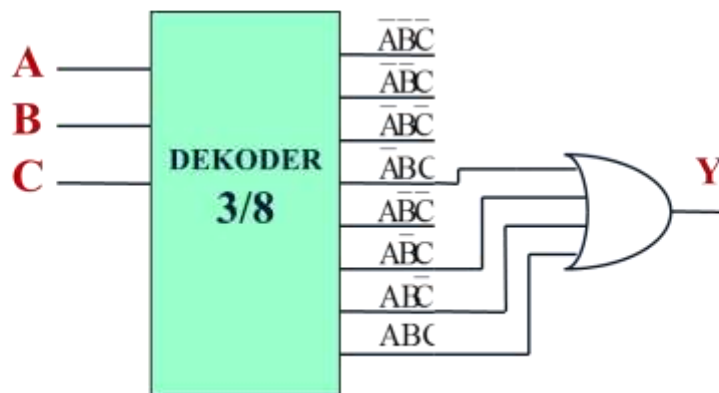 A
B
C
DEKODER
3/8
A̅B̅C̅
A̅B̅C
A̅BC̅
A̅BC
AB̅C̅
AB̅C
ABC̅
ABC
Y